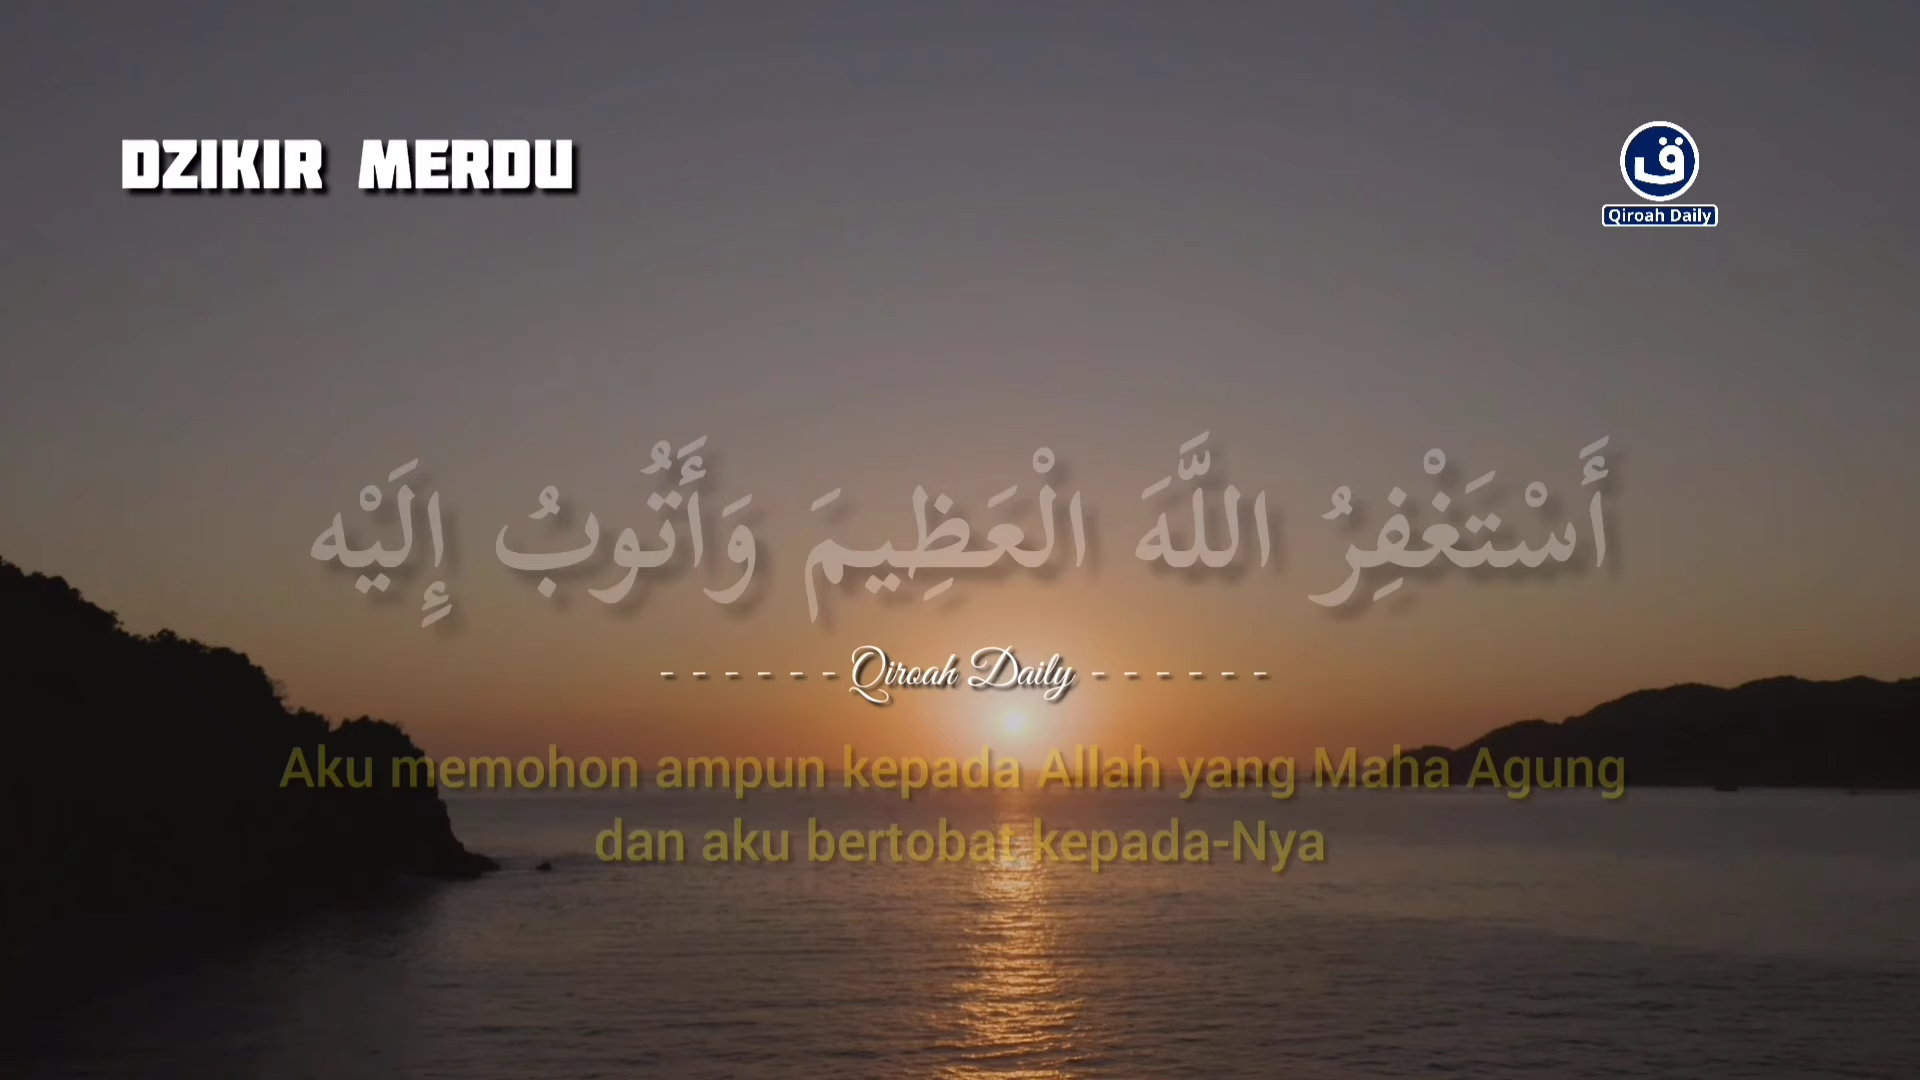 DZIKIR MERDU
ق
Qiroah Daily
أَسْتَغْفِرُ اللَّهَ الْعَظِيمَ وَأَتُوبُ إِلَيْه
------Qiroah Daily------
Aku memohon ampun kepada Allah yang Maha Agung
dan aku bertobat kepada-Nya